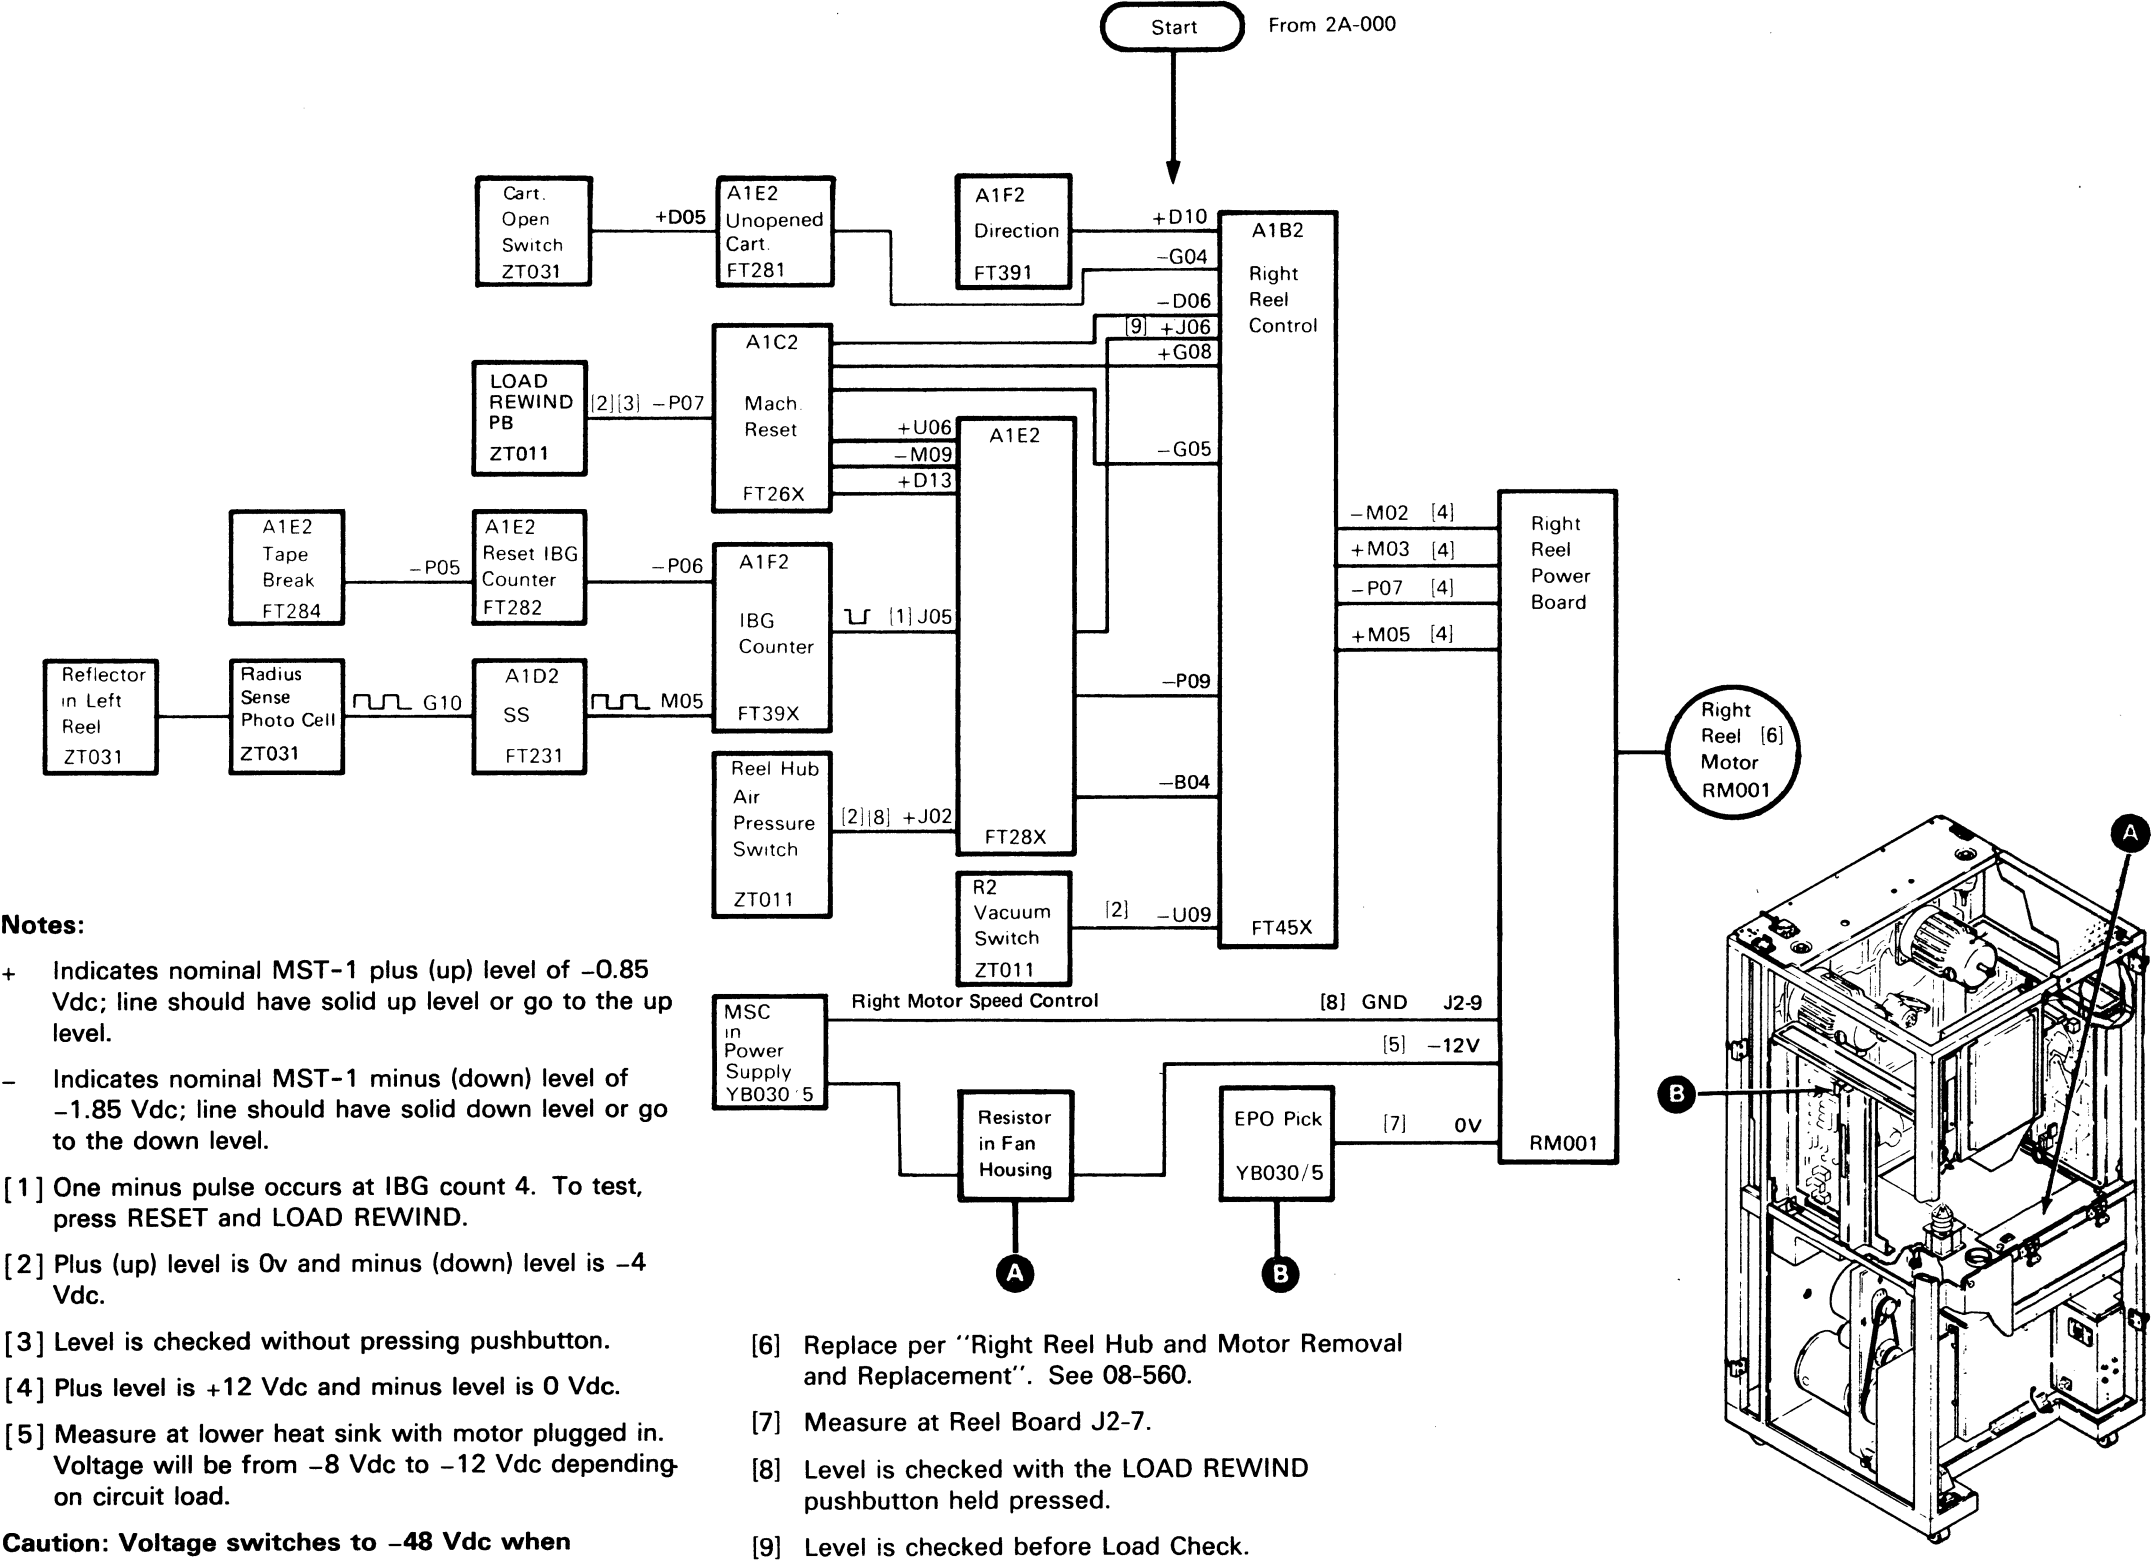 Start
From 2A-000
Cart.
Open
Switch
ZT031
+D05
A1E2
Unopened
Cart.
FT281
A1F2
Direction
FT391
+D10
−G04
−D06
[9] +J06
+G08
−G05
−P09
−B04
[2] −U09
A1B2
Right
Reel
Control
FT45X
LOAD
REWIND
PB
ZT011
[2][3] −P07
A1C2
Mach.
Reset
FT26X
+U06
−M09
+D13
A1E2
FT28X
A1E2
Tape
Break
FT284
−P05
A1E2
Reset IBG
Counter
FT282
−P06
A1F2
IBG
Counter
FT39X
[1] J05
Reflector
in Left
Reel
ZT031
Radius
Sense
Photo Cell
ZT031
G10
A1D2
SS
FT231
M05
Reel Hub
Air
Pressure
Switch
ZT011
[2][8] +J02
R2
Vacuum
Switch
ZT011
−M02 [4]
+M03 [4]
−P07 [4]
+M05 [4]
Right
Reel
Power
Board
RM001
Right
Reel [6]
Motor
RM001
MSC
in
Power
Supply
YB030/5
Right Motor Speed Control
[8] GND J2-9
[5] −12V
Resistor
in Fan
Housing
A
EPO Pick
YB030/5
[7] 0V
B
A
B
Notes:
+ Indicates nominal MST-1 plus (up) level of −0.85
Vdc; line should have solid up level or go to the up
level.
− Indicates nominal MST-1 minus (down) level of
−1.85 Vdc; line should have solid down level or go
to the down level.
[1] One minus pulse occurs at IBG count 4. To test,
press RESET and LOAD REWIND.
[2] Plus (up) level is 0v and minus (down) level is −4
Vdc.
[3] Level is checked without pressing pushbutton.
[4] Plus level is +12 Vdc and minus level is 0 Vdc.
[5] Measure at lower heat sink with motor plugged in.
Voltage will be from −8 Vdc to −12 Vdc depending
on circuit load.
Caution: Voltage switches to −48 Vdc when
[6] Replace per "Right Reel Hub and Motor Removal
and Replacement". See 08-560.
[7] Measure at Reel Board J2-7.
[8] Level is checked with the LOAD REWIND
pushbutton held pressed.
[9] Level is checked before Load Check.